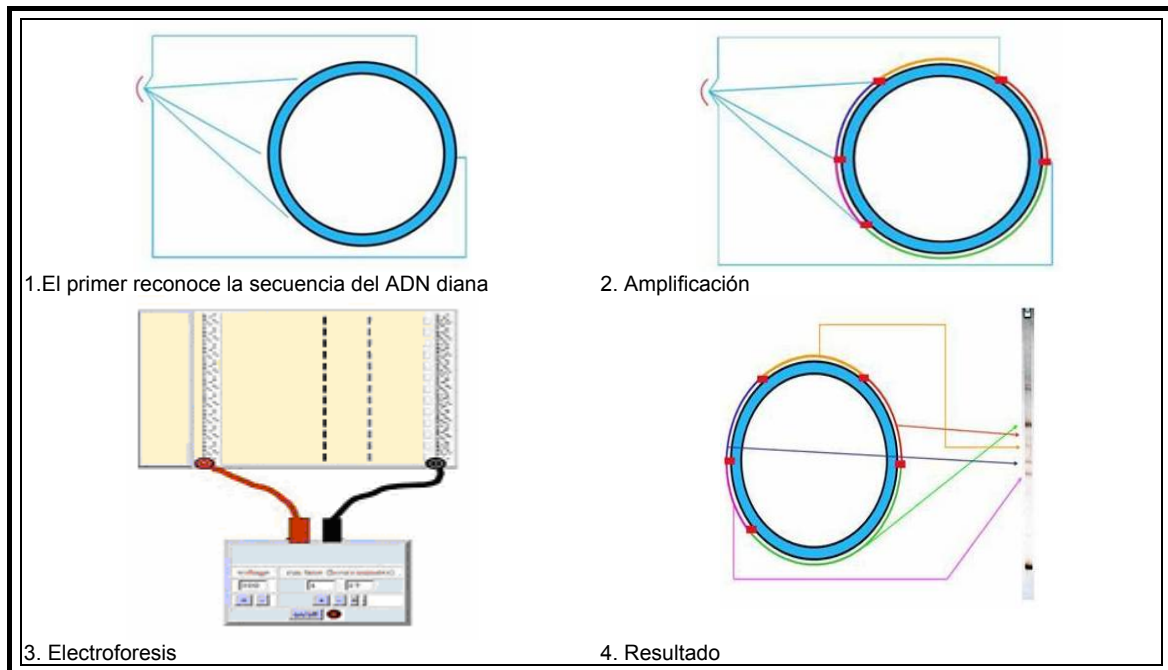 1.El primer reconoce la secuencia del ADN diana
2. Amplificación
3. Electroforesis
4. Resultado